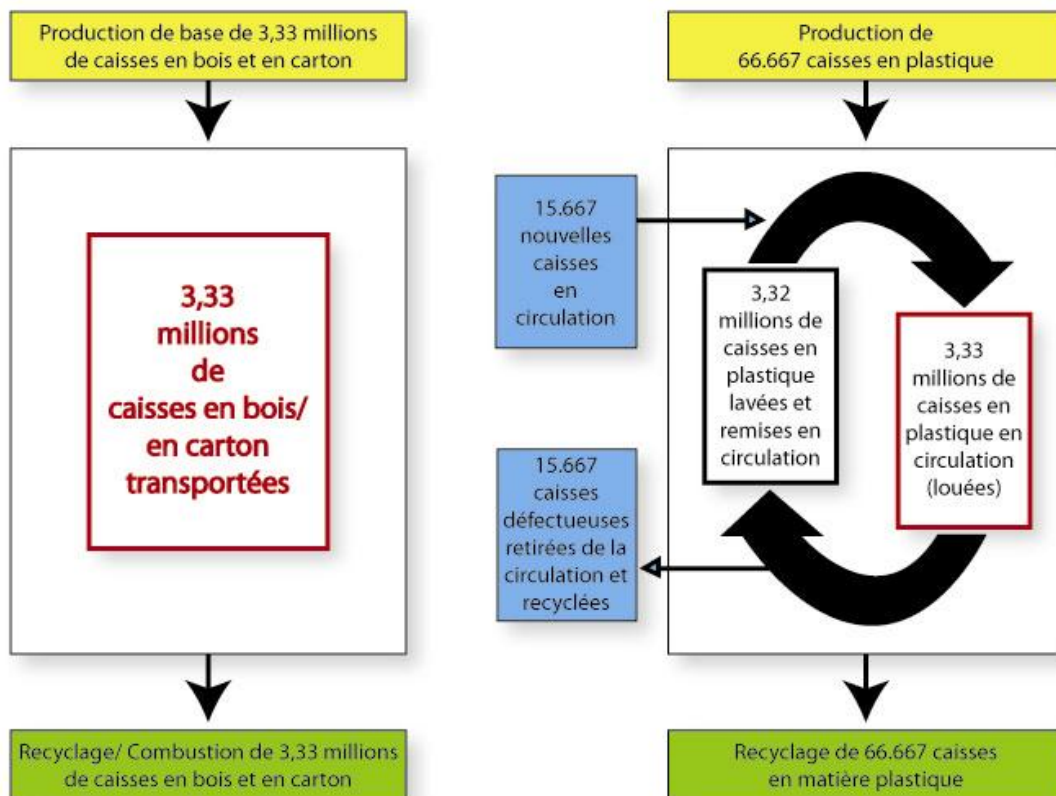 Production de base de 3,33 millions
de caisses en bois et en carton
3,33
millions
de
caisses en bois/
en carton
transportées
Recyclage/ Combustion de 3,33 millions
de caisses en bois et en carton
Production de
66.667 caisses en plastique
15.667
nouvelles
caisses
en
circulation
3,32
millions de
caisses en
plastique
lavées et
remises en
circulation
3,33
millions de
caisses en
plastique en
circulation
(louées)
15.667
caisses
défectueuses
retirées de la
circulation et
recyclées
Recyclage de 66.667 caisses
en matière plastique